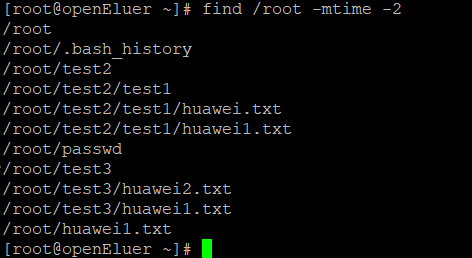 [root@openEluer ~]# find /root -mtime -2
/root
/root/.bash_history
/root/test2
/root/test2/test1
/root/test2/test1/huawei.txt
/root/test2/test1/huawei1.txt
/root/passwd
/root/test3
/root/test3/huawei2.txt
/root/test3/huawei1.txt
/root/huawei1.txt
[root@openEluer ~]#